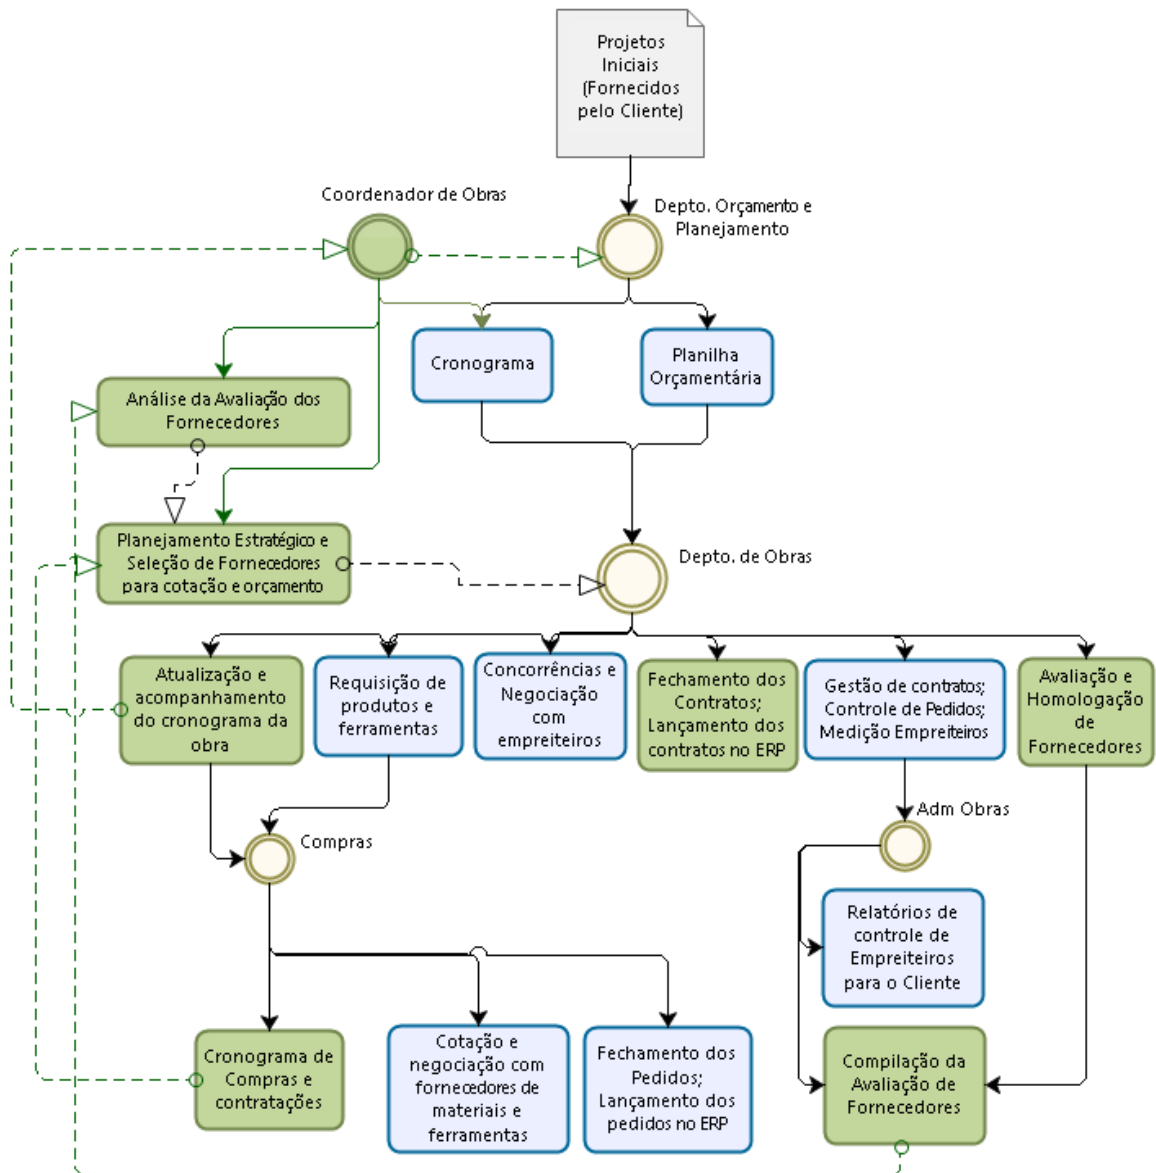 Projetos
Iniciais
(Fornecidos
pelo Cliente)
Coordenador de Obras
Depto. Orçamento e
Planejamento
Cronograma
Planilha
Orçamentária
Análise da Avaliação dos
Fornecedores
Planejamento Estratégico e
Seleção de Fornecedores
para cotação e orçamento
Depto. de Obras
Atualização e
acompanhamento
do cronograma da
obra
Requisição de
produtos e
ferramentas
Concorrências e
Negociação
com
empreiteiros
Fechamento dos
Contratos;
Lançamento dos
contratos no ERP
Gestão de contratos;
Controle de Pedidos;
Medição Empreiteiros
Avaliação e
Homologação
de
Fornecedores
Compras
Adm Obras
Relatórios de
controle de
Empreiteiros
para o Cliente
Cronograma de
Compras e
contratações
Cotação e
negociação com
fornecedores de
materiais e
ferramentas
Fechamento dos
Pedidos;
Lançamento dos
pedidos no ERP
Compilação da
Avaliação de
Fornecedores